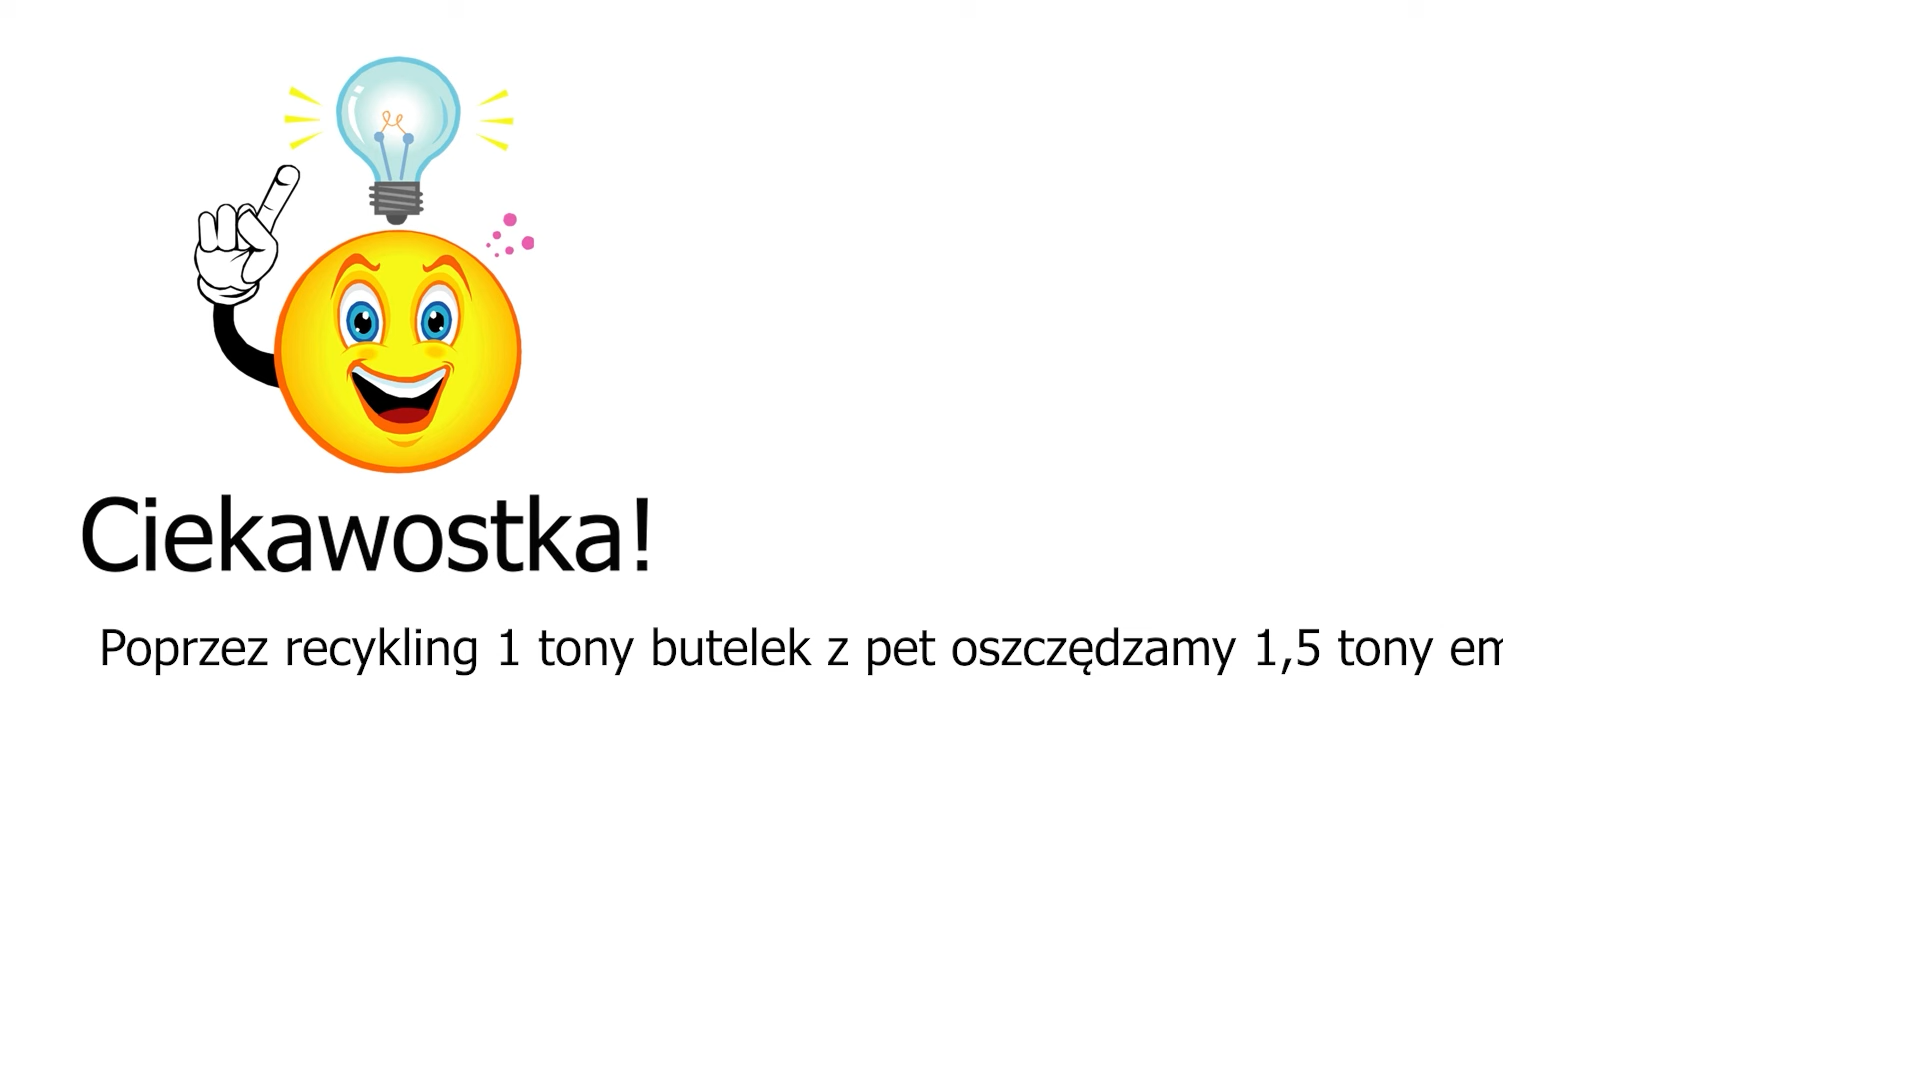 Ciekawostka!
Poprzez recykling 1 tony butelek z pet oszczędzamy 1,5 tony